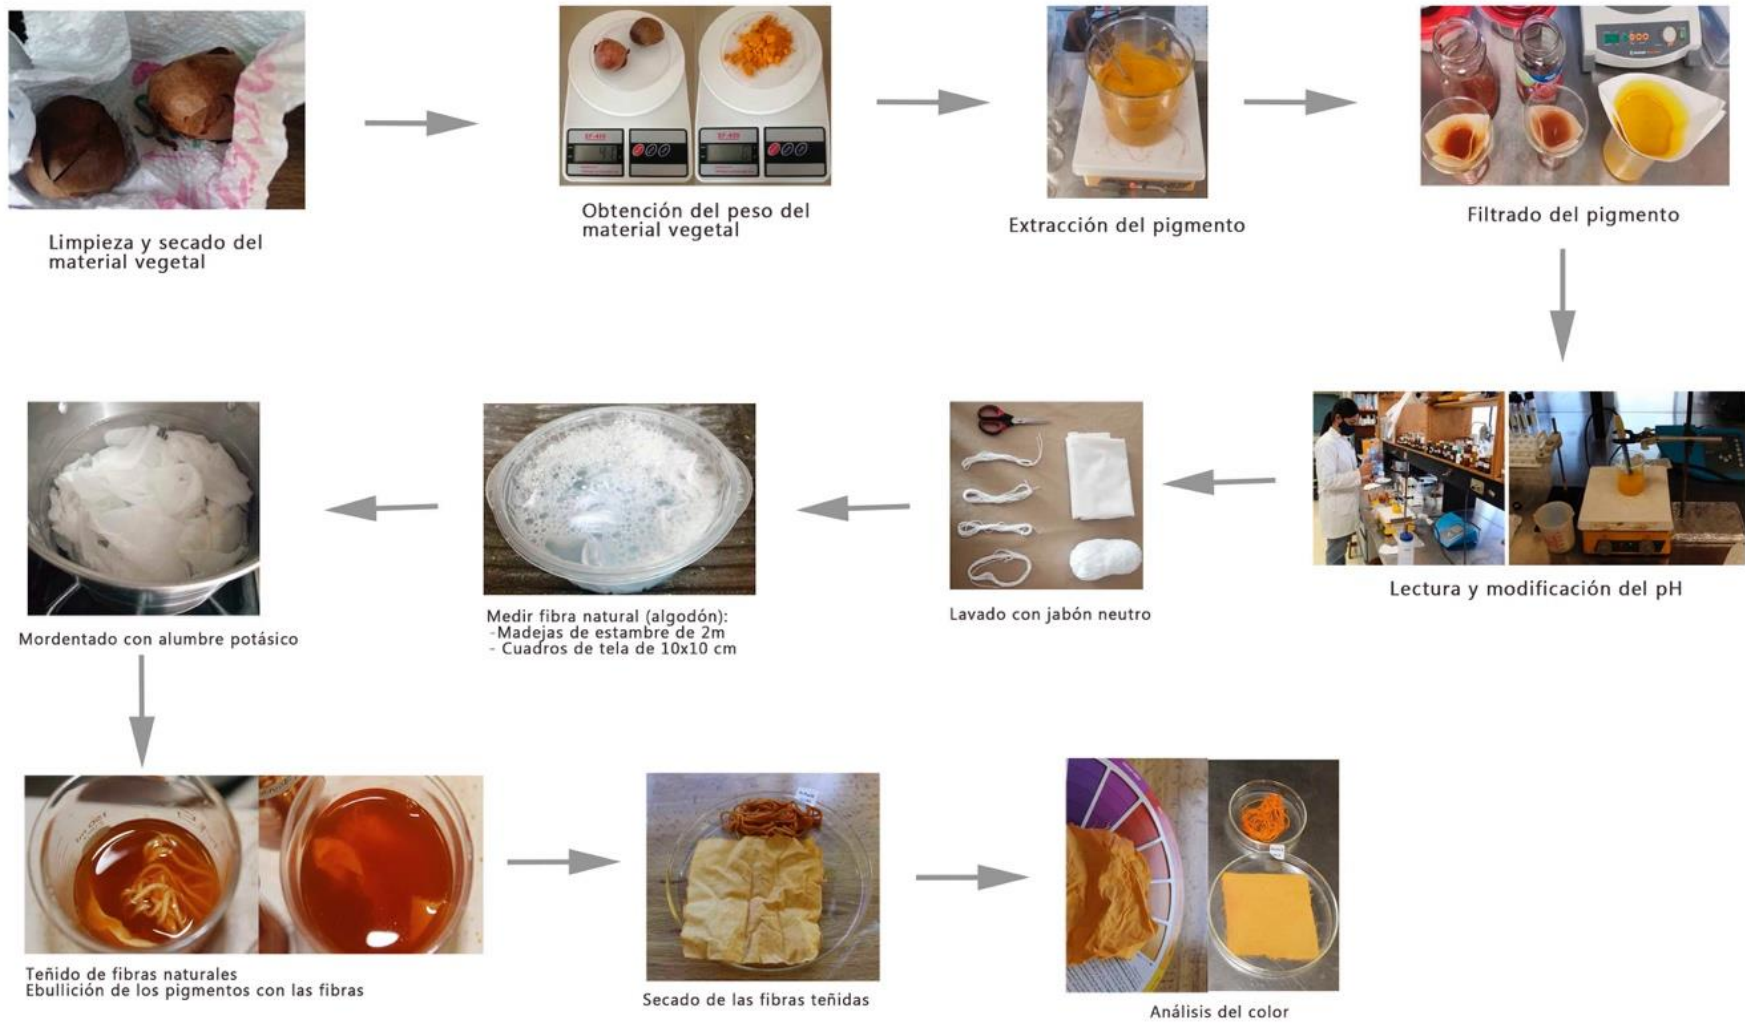 Limpieza y secado del
material vegetal
Obtención del peso del
material vegetal
Extracción del pigmento
Filtrado del pigmento
Lectura y modificación del pH
Lavado con jabón neutro
Medir fibra natural (algodón):
-Madejas de estambre de 2m
- Cuadros de tela de 10x10 cm
Mordentado con alumbre potásico
Teñido de fibras naturales
Ebullición de los pigmentos con las fibras
Secado de las fibras teñidas
Análisis del color